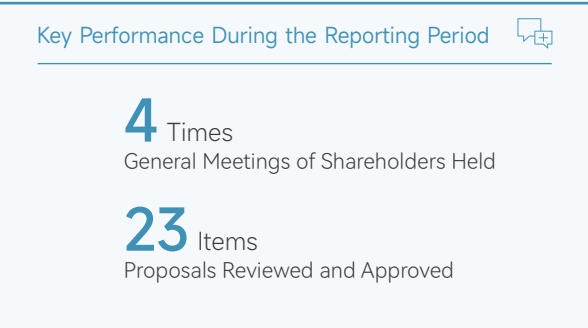 Key Performance During the Reporting Period
4 Times
General Meetings of Shareholders Held
23 Items
Proposals Reviewed and Approved